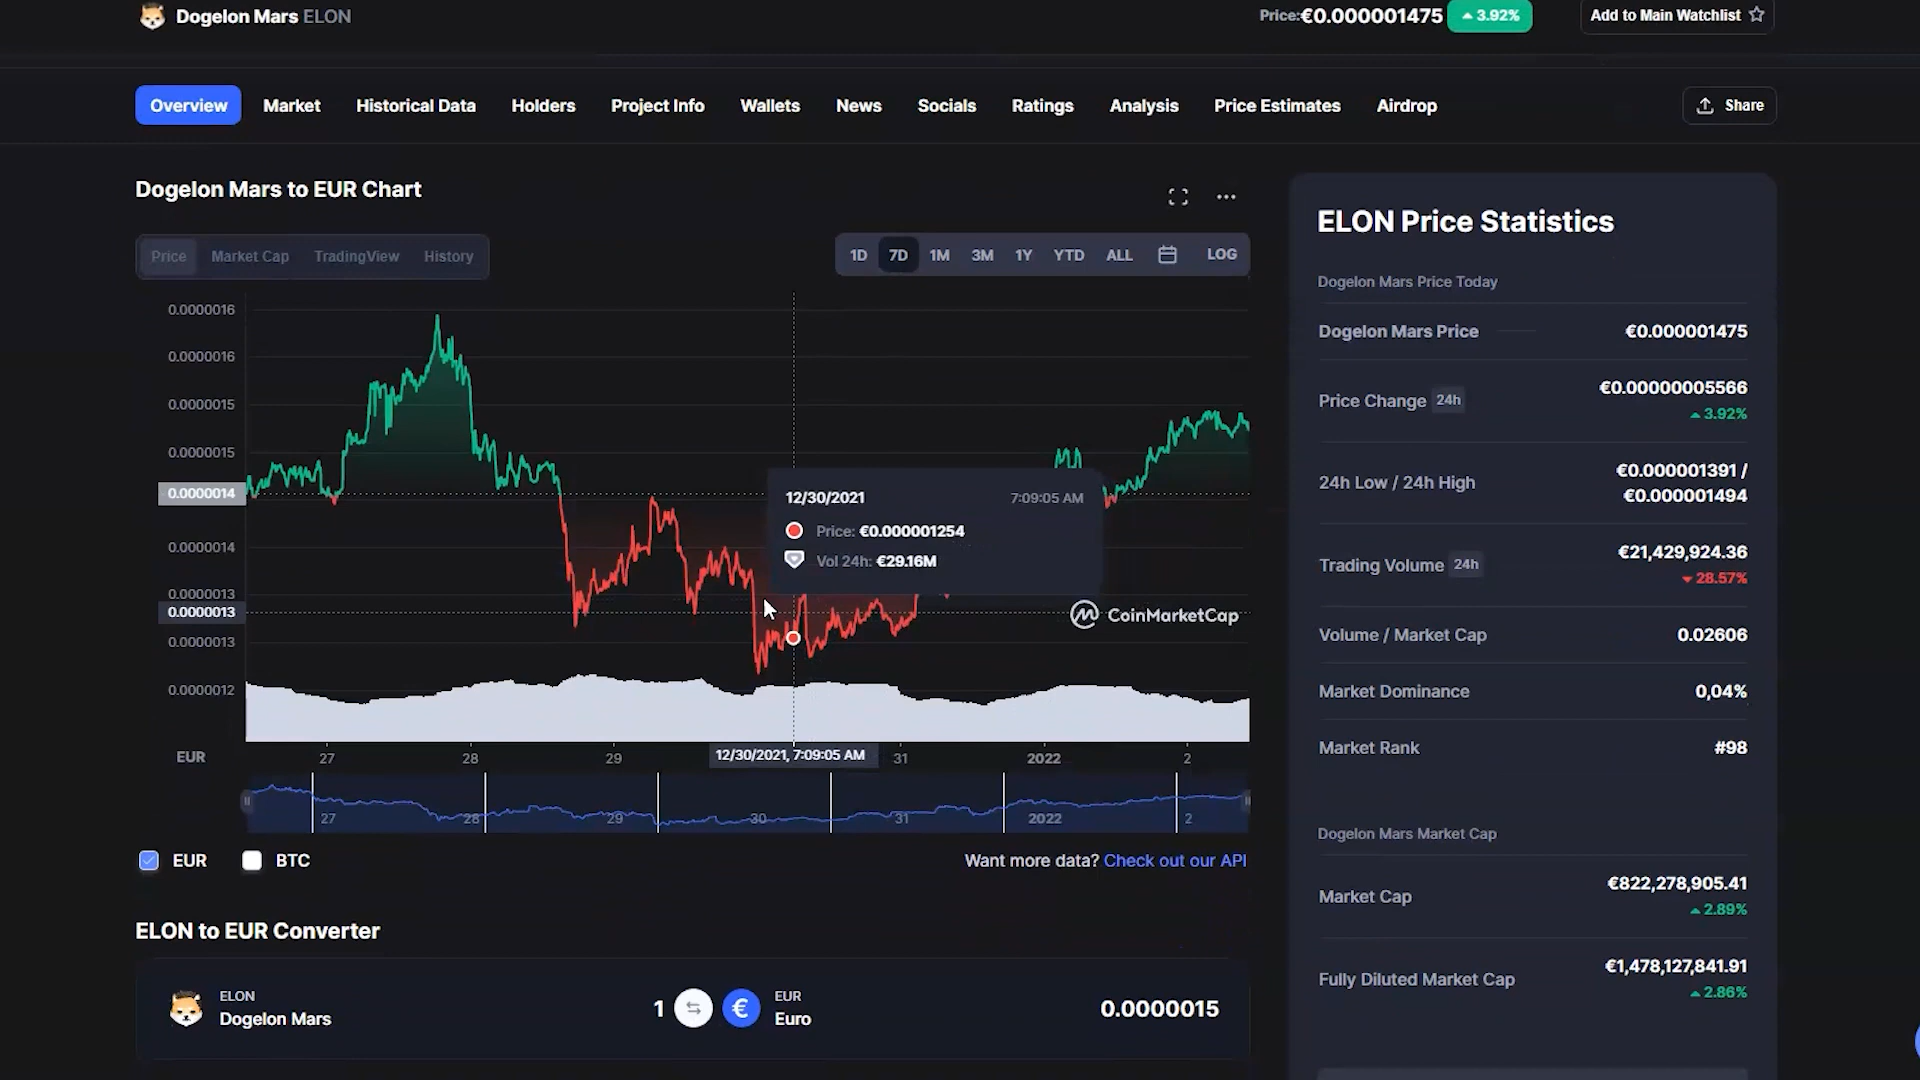 Dogelon Mars ELON
Price:€0.000001475 3.92% Add to Main Watchlist
Overview Market Historical Data Holders Project Info Wallets News Socials Ratings Analysis Price Estimates Airdrop Share
Dogelon Mars to EUR Chart
Price Market Cap TradingView History
1D 7D 1M 3M 1Y YTD ALL LOG
0.0000016
0.0000016
0.0000015
0.0000015
0.0000014
0.0000014
0.0000013
0.0000013
0.0000013
0.0000012
12/30/2021 7:09:05 AM
Price: €0.000001254
Vol 24h: €29.16M
CoinMarketCap
EUR 27 28 29 12/30/2021, 7:09:05 AM 31 2022 2
27 28 29 30 31 2022 2
EUR BTC
Want more data? Check out our API
ELON to EUR Converter
ELON
Dogelon Mars
1
€
EUR
Euro
0.0000015
ELON Price Statistics
Dogelon Mars Price Today
Dogelon Mars Price €0.000001475
Price Change 24h €0.00000005566
3.92%
24h Low / 24h High €0.000001391 /
€0.000001494
Trading Volume 24h €21,429,924.36
28.57%
Volume / Market Cap 0.02606
Market Dominance 0,04%
Market Rank #98
Dogelon Mars Market Cap
Market Cap €822,278,905.41
2.89%
Fully Diluted Market Cap €1,478,127,841.91
2.86%